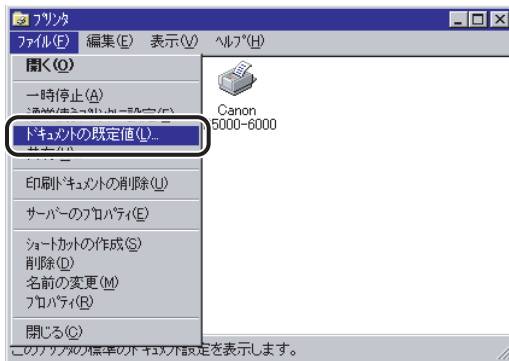 プリンタ
ファイル(F) 編集(E) 表示(V) ヘルプ(H)
開く(O)
一時停止(A)
ドキュメントの既定値(L)...
印刷ドキュメントの削除(U)
サーバーのプロパティ(E)
ショートカットの作成(S)
削除(D)
名前の変更(M)
プロパティ(R)
閉じる(C)
Canon
5000-6000
このプリンタの標準のドキュメント設定を表示します。